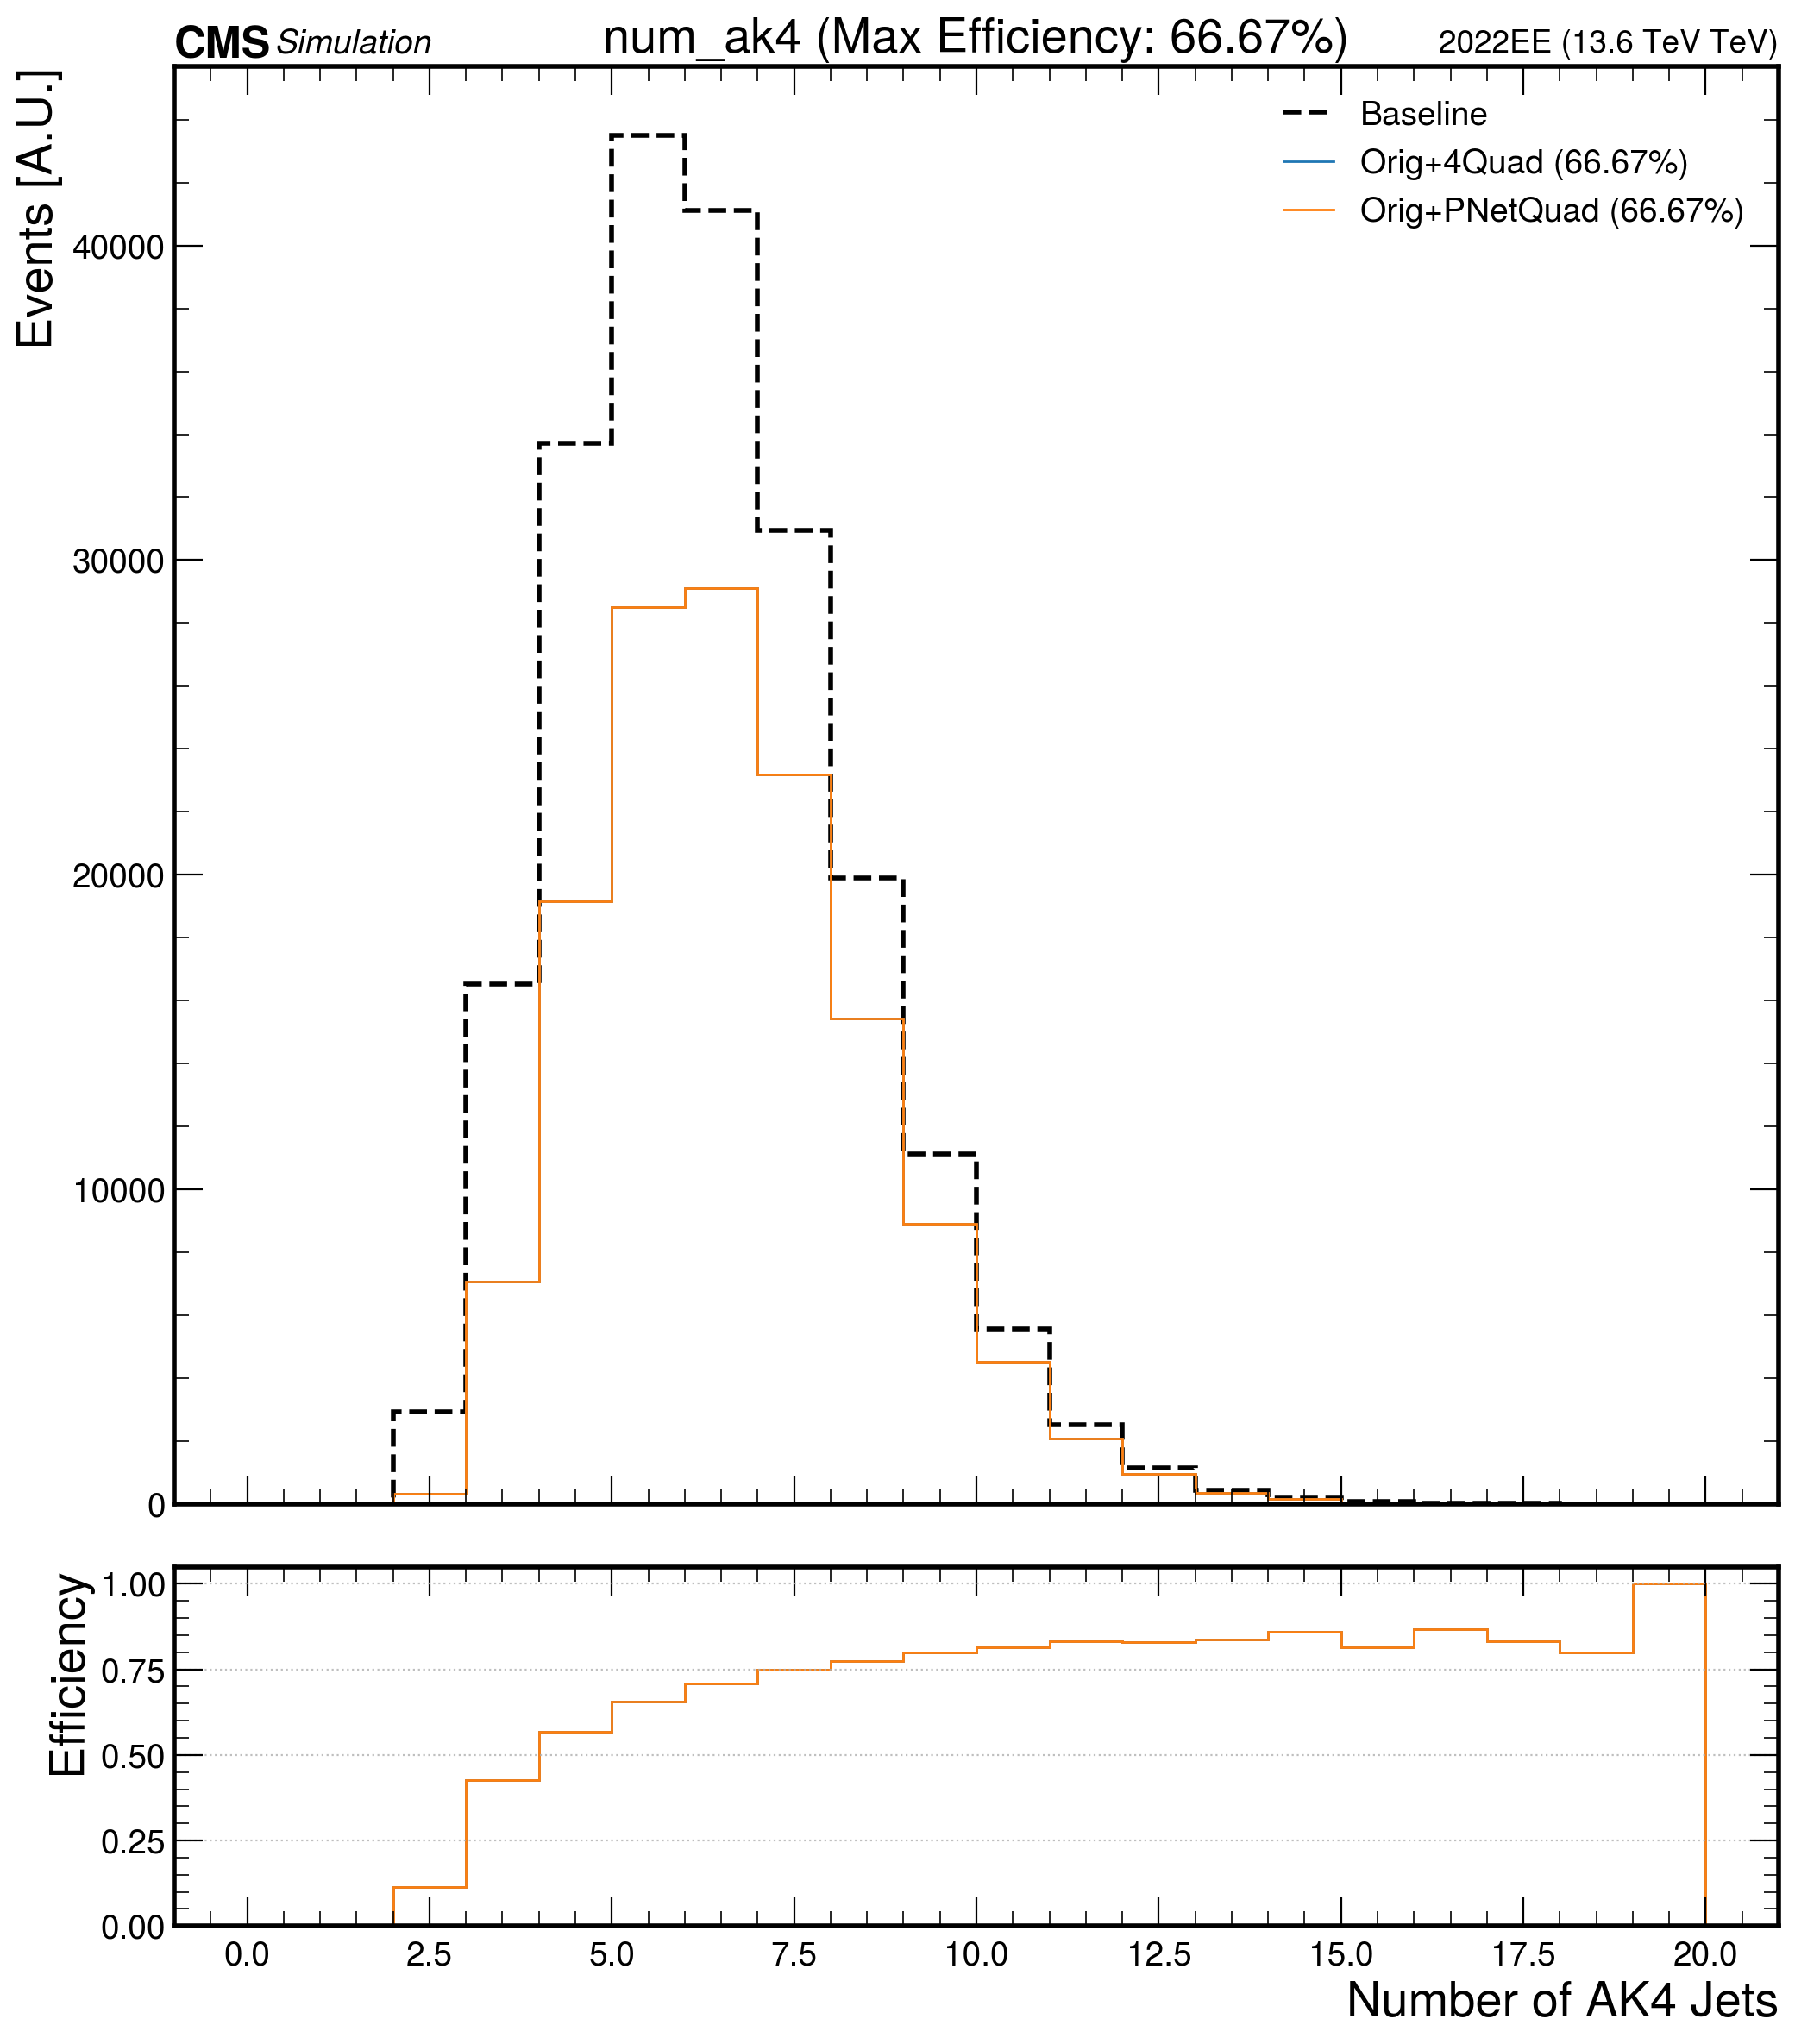 CMS Simulation num_ak4 (Max Efficiency: 66.67%) 2022EE (13.6 TeV TeV)
Events [A.U.]
Baseline
Orig+4Quad (66.67%)
Orig+PNetQuad (66.67%)
40000
30000
20000
10000
0
Efficiency
1.00
0.75
0.50
0.25
0.00
0.0 2.5 5.0 7.5 10.0 12.5 15.0 17.5 20.0
Number of AK4 Jets